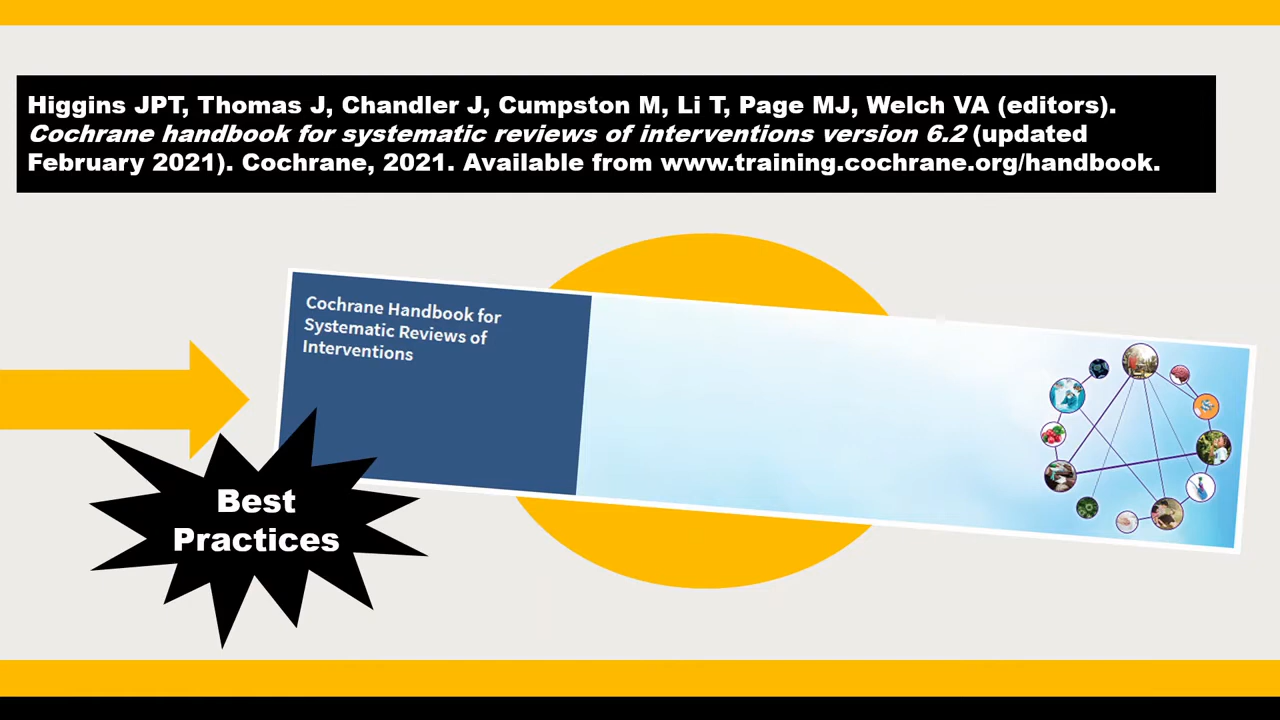 Higgins JPT, Thomas J, Chandler J, Cumpston M, Li T, Page MJ, Welch VA (editors).
Cochrane handbook for systematic reviews of interventions version 6.2 (updated
February 2021). Cochrane, 2021. Available from www.training.cochrane.org/handbook.
Cochrane Handbook for
Systematic Reviews of
Interventions
Best
Practices